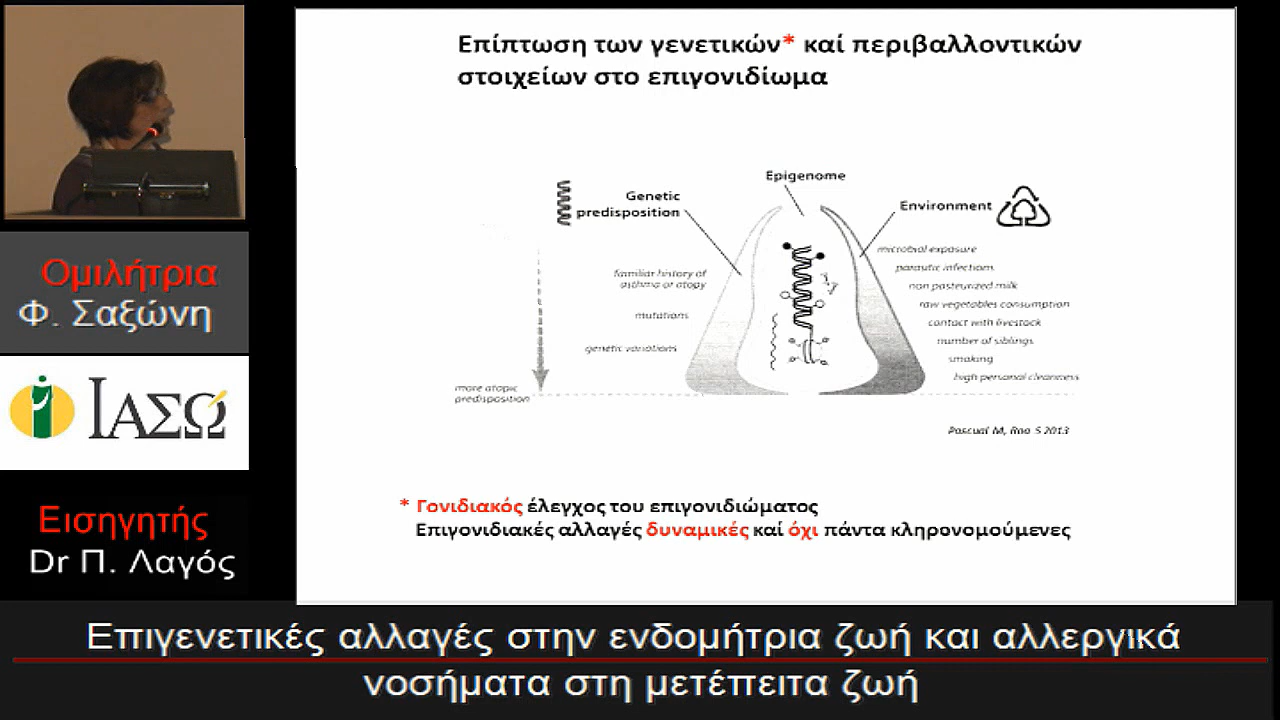 Επίπτωση των γενετικών* καί περιβαλλοντικών
στοιχείων στο επιγονιδίωμα
Epigenome
Genetic
predisposition
Environment
microbial exposure
familiar history of
asthma or atopy
parasitic infections
non pasteurized milk
raw vegetables consumption
mutations
contact with livestock
number of siblings
genetic variations
smoking
high personal cleanness
more atopic
predisposition
Pascual M, Roa S 2013
* Γονιδιακός έλεγχος του επιγονιδιώματος
Επιγονιδιακές αλλαγές δυναμικές καί όχι πάντα κληρονομούμενες
Ομιλήτρια
Φ. Σαξώνη
ΙΑΣΩ
Εισηγητής
Dr Π. Λαγός
Επιγενετικές αλλαγές στην ενδομήτρια ζωή και αλλεργικά
νοσήματα στη μετέπειτα ζωή